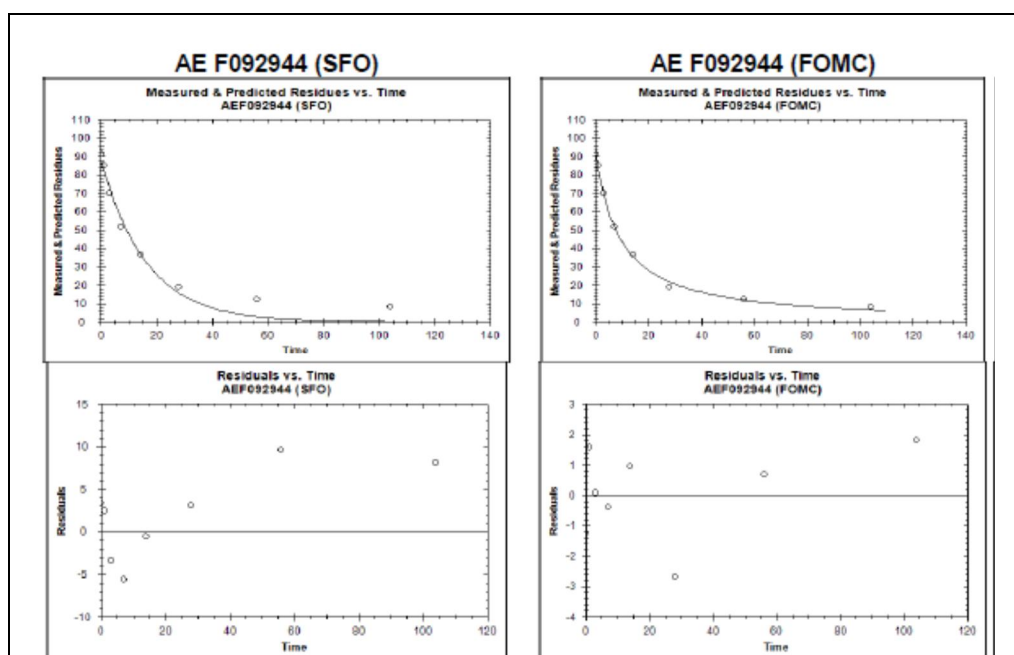 AE F092944 (SFO)
Measured & Predicted Residues vs. Time
AEF092944 (SFO)
Measured & Predicted Residues
110
100
90
80
70
60
50
40
30
20
10
0
0 20 40 60 80 100 120 140
Time
Residuals vs. Time
AEF092944 (SFO)
Residuals
15
10
5
0
-5
-10
0 20 40 60 80 100 120
Time
AE F092944 (FOMC)
Measured & Predicted Residues vs. Time
AEF092944 (FOMC)
Measured & Predicted Residues
110
100
90
80
70
60
50
40
30
20
10
0
0 20 40 60 80 100 120 140
Time
Residuals vs. Time
AEF092944 (FOMC)
Residuals
3
2
1
0
-1
-2
-3
-4
0 20 40 60 80 100 120
Time